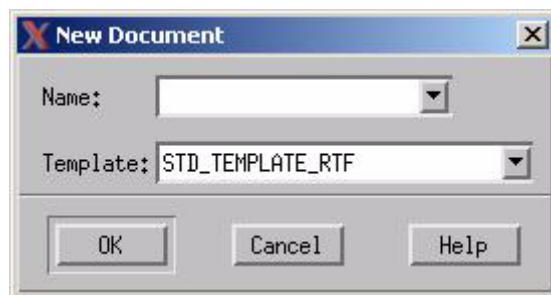 New Document
Name:
Template: STD_TEMPLATE_RTF
OK Cancel Help